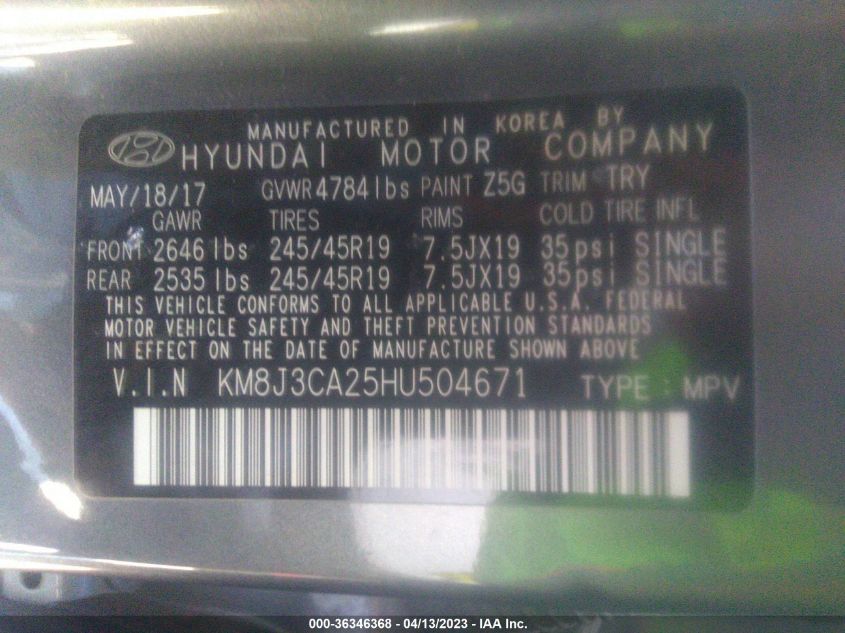 MANUFACTURED IN KOREA BY
HYUNDAI MOTOR COMPANY
MAY/18/17 GVWR 4784lbs PAINT Z5G TRIM TRY
GAWR TIRES RIMS COLD TIRE INFL
FRONT 2646 lbs 245/45R19 7.5JX19 35psi SINGLE
REAR 2535 lbs 245/45R19 7.5JX19 35psi SINGLE
THIS VEHICLE CONFORMS TO ALL APPLICABLE U.S.A. FEDERAL
MOTOR VEHICLE SAFETY AND THEFT PREVENTION STANDARDS
IN EFFECT ON THE DATE OF MANUFACTURE SHOWN ABOVE
V.I.N KM8J3CA25HU504671 TYPE : MPV
000-36346368 - 04/13/2023 - IAA Inc.